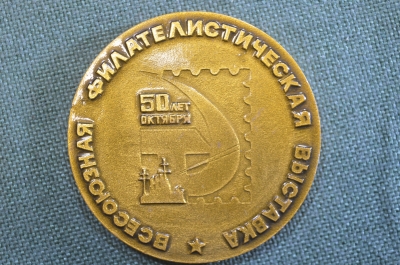 ВСЕСОЮЗНАЯ ФИЛАТЕЛИСТИЧЕСКАЯ ВЫСТАВКА
50 ЛЕТ
ОКТЯБРЯ